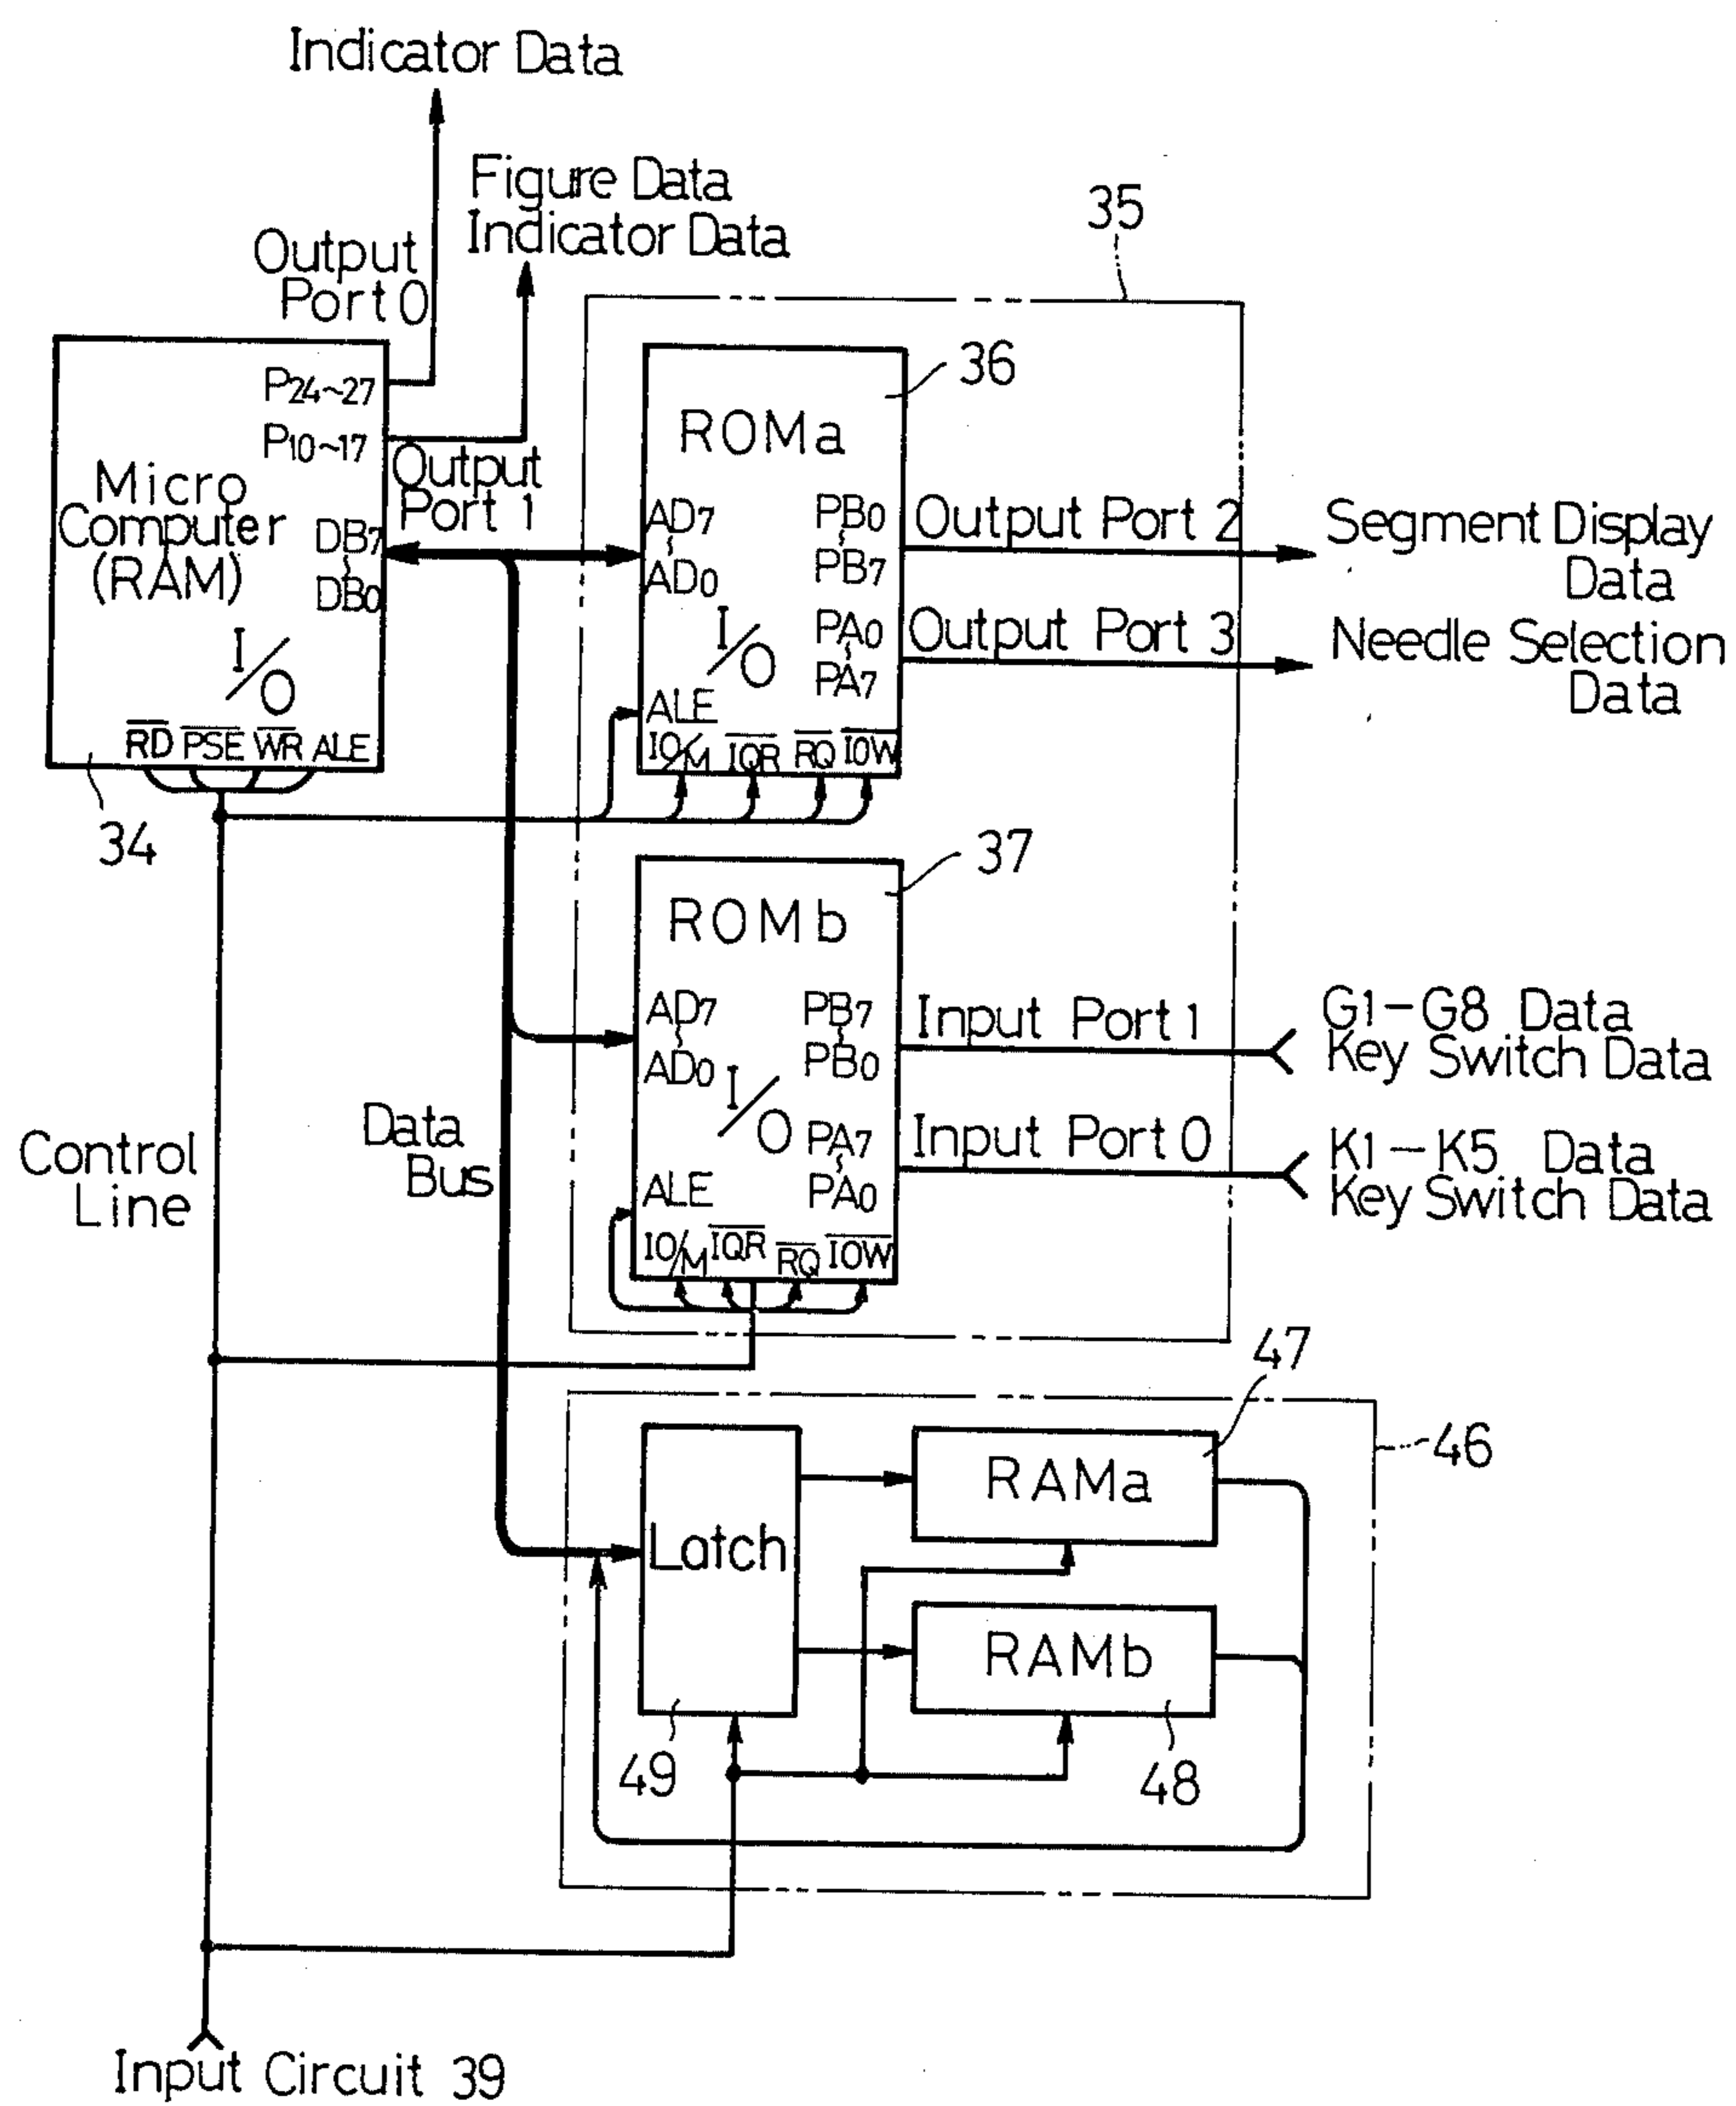 Indicator Data
Figure Data
Indicator Data
Output
Port 0
35
P24~27
P10~17
Output
Port 1
Micro
Computer
(RAM)
DB7
~
DB0
I/O
RD PSE WR ALE
34
36
ROMa
AD7
~
AD0
PB0
~
PB7
PA0
~
PA7
I/O
ALE
IO/M IQR RQ IOW
Output Port 2
Segment Display
Data
Output Port 3
Needle Selection
Data
37
ROMb
AD7
~
AD0
PB7
~
PB0
I/O
PA7
~
PA0
ALE
IO/M IQR RQ IOW
Input Port 1
G1-G8 Data
Key Switch Data
Input Port 0
K1-K5 Data
Key Switch Data
Control
Line
Data
Bus
47
46
Latch
RAMa
RAMb
49
48
Input Circuit 39